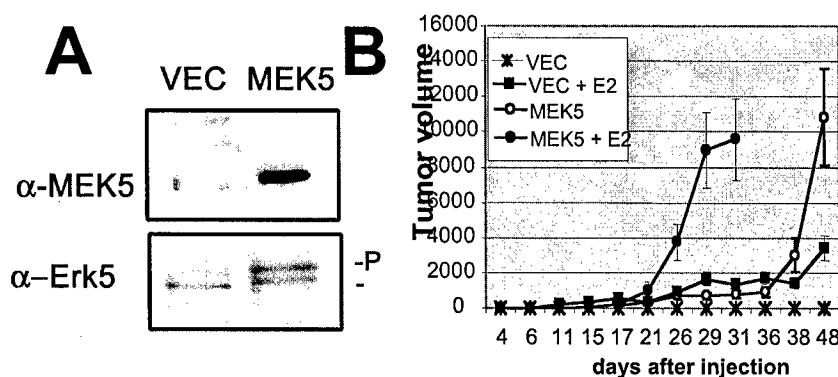 A
VEC MEK5
α-MEK5
α-Erk5
-P
-
B
Tumor volume
16000
14000
12000
10000
8000
6000
4000
2000
0
VEC
VEC + E2
MEK5
MEK5 + E2
4 6 11 15 17 21 26 29 31 36 38 48
days after injection